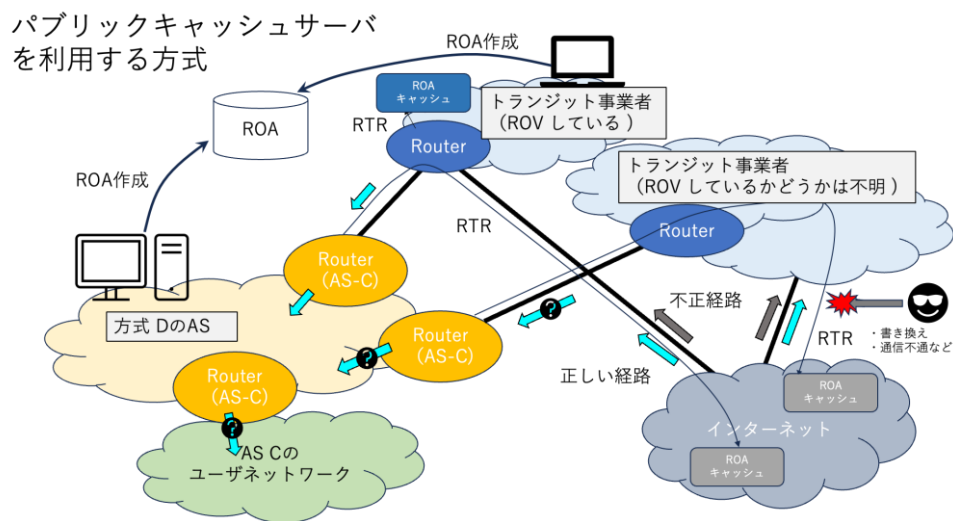 パブリックキャッシュサーバ
を利用する方式
ROA作成
ROA
キャッシュ
トランジット事業者
（ROV している ）
ROA
RTR
Router
トランジット事業者
（ROV しているかどうかは不明 ）
ROA作成
RTR
Router
Router
（AS-C）
方式 DのAS
不正経路
・書き換え
・通信不通など
Router
（AS-C）
?
?
RTR
正しい経路
Router
（AS-C）
ROA
キャッシュ
?
インターネット
AS Cの
ユーザネットワーク
ROA
キャッシュ